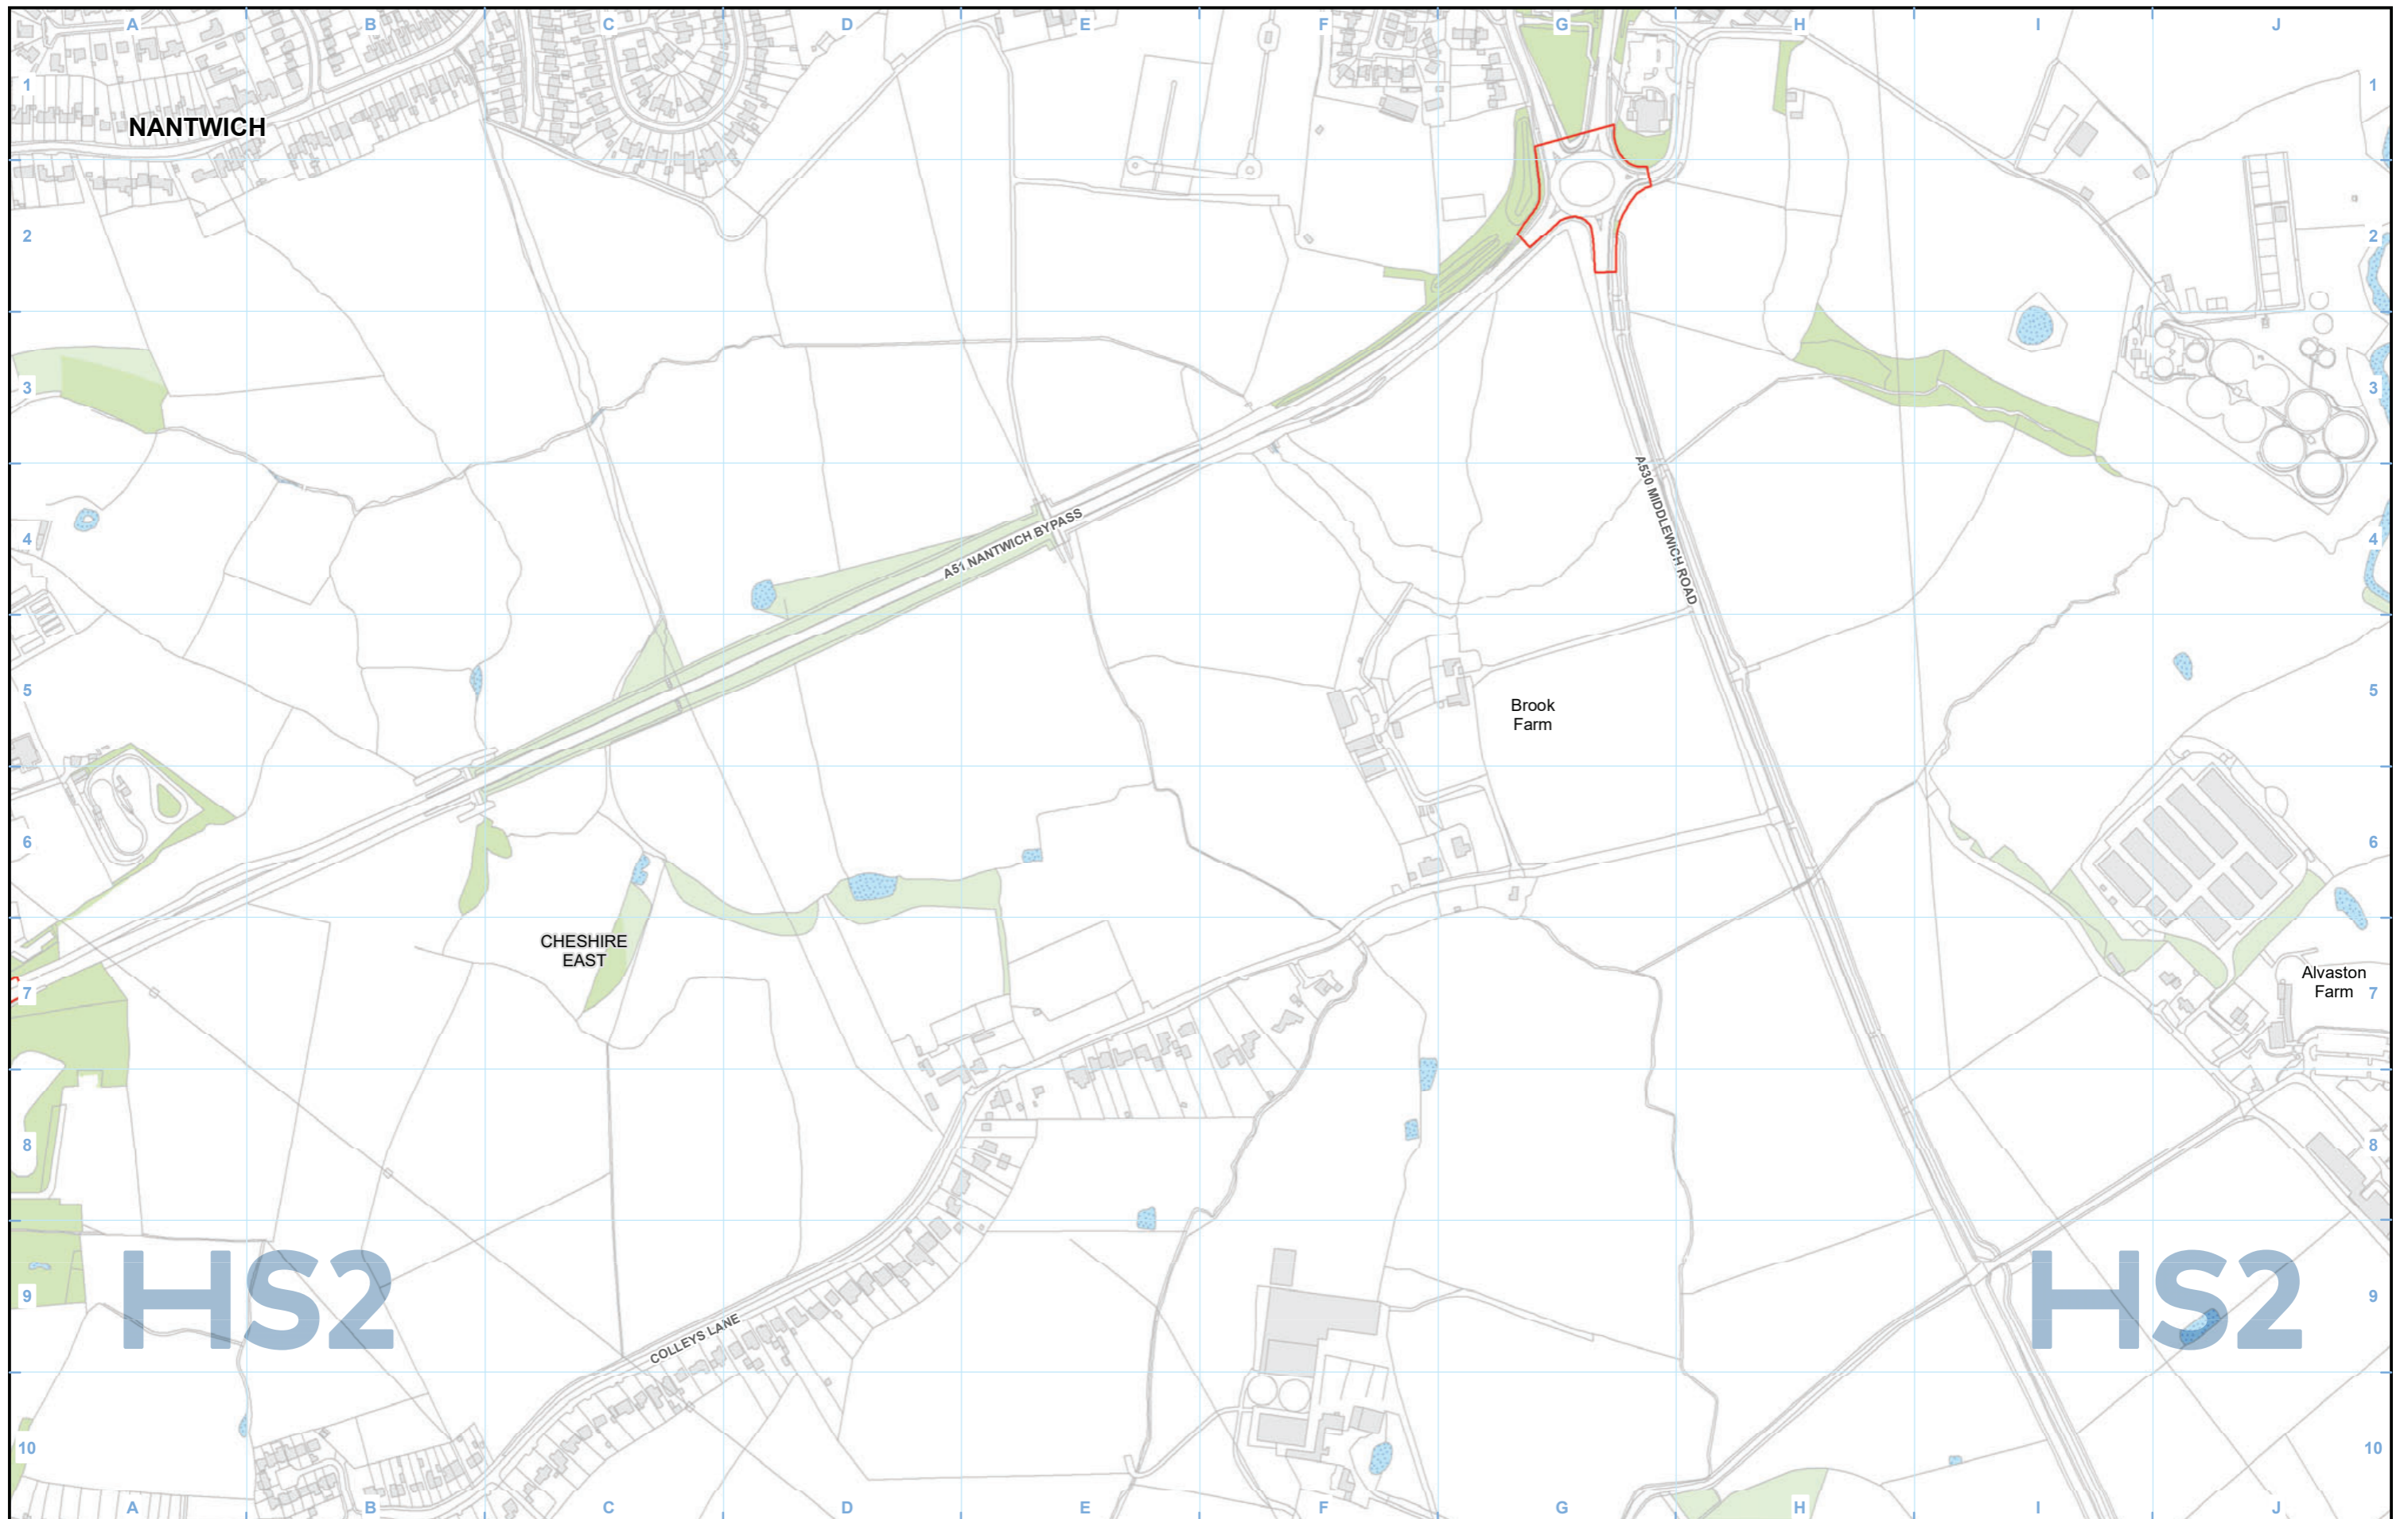 A B C D E F G H I J
1 1
NANTWICH
2 2
3 3
A530 MIDDLEWICH ROAD
A51 NANTWICH BYPASS
4 4
5 5
Brook
Farm
6 6
CHESHIRE
EAST
Alvaston
Farm
7 7
8 8
HS2 HS2
9 9
COLLEYS LANE
10 10
A B C D E F G H I J